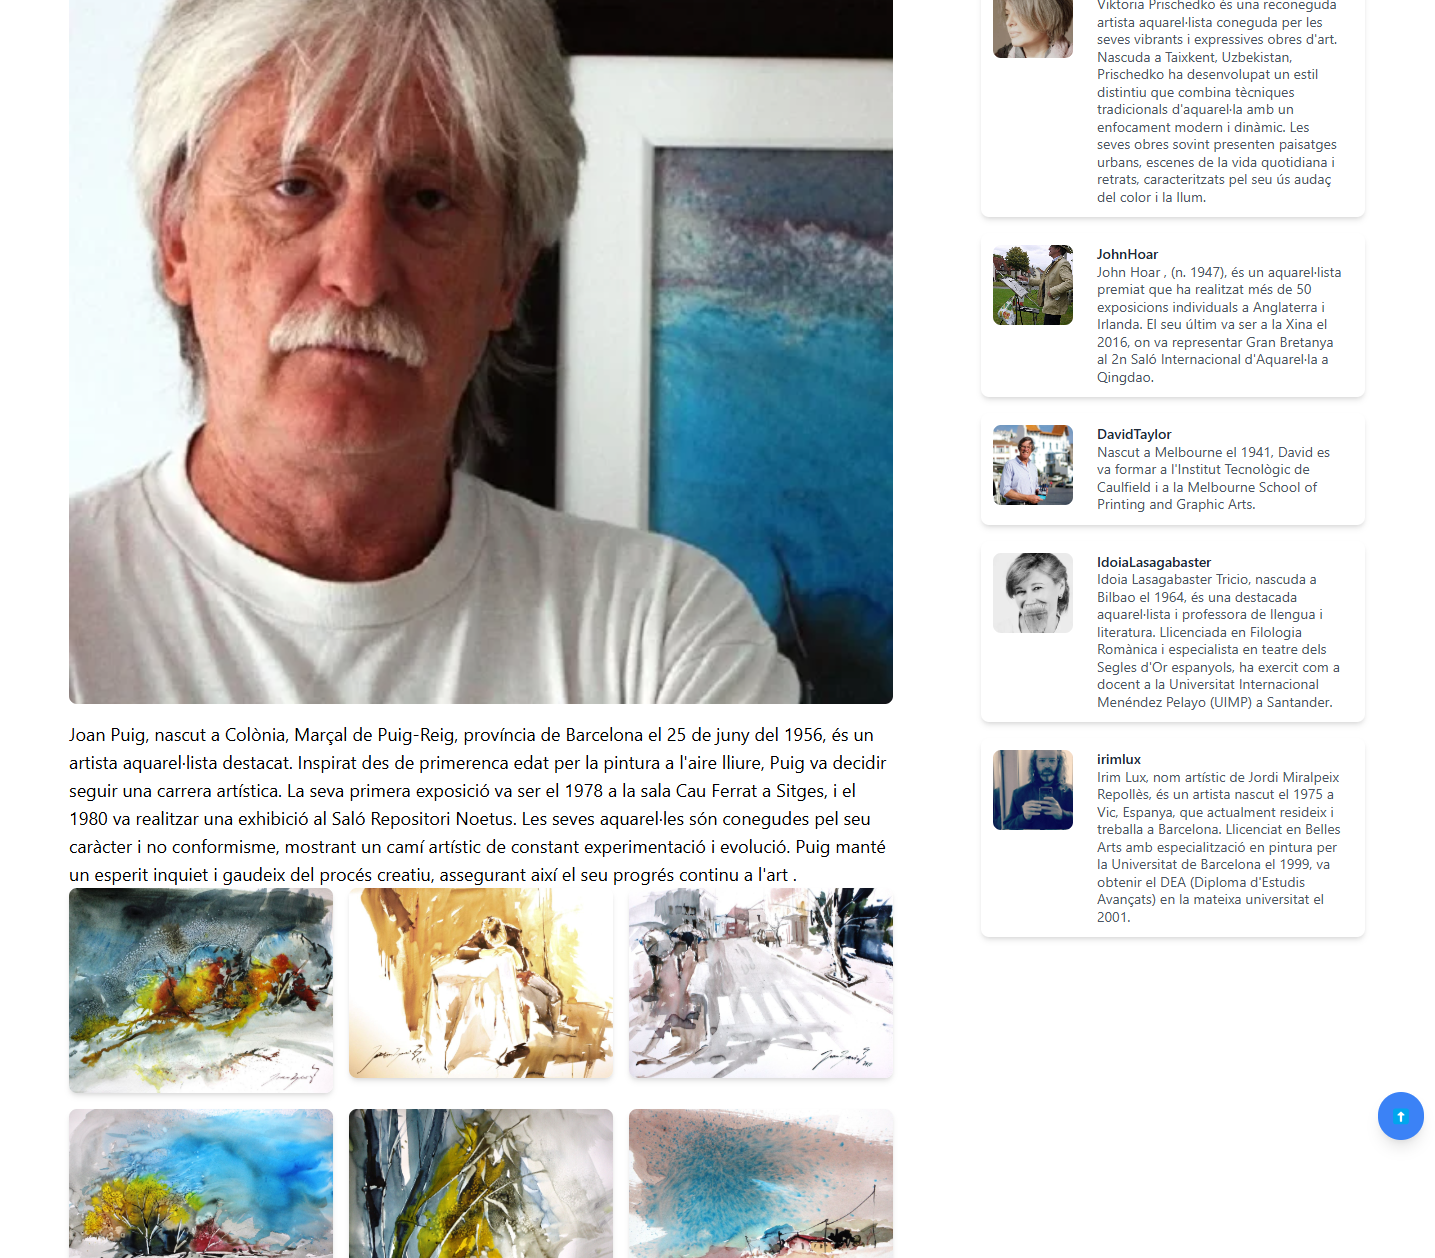 Joan Puig, nascut a Colònia, Marçal de Puig-Reig, província de Barcelona el 25 de juny del 1956, és un
artista aquarel·lista destacat. Inspirat des de primerenca edat per la pintura a l'aire lliure, Puig va decidir
seguir una carrera artística. La seva primera exposició va ser el 1978 a la sala Cau Ferrat a Sitges, i el
1980 va realitzar una exhibició al Saló Repositori Noetus. Les seves aquarel·les són conegudes pel seu
caràcter i no conformisme, mostrant un camí artístic de constant experimentació i evolució. Puig manté
un esperit inquiet i gaudeix del procés creatiu, assegurant així el seu progrés continu a l'art .
Viktoria Prischedko és una reconeguda
artista aquarel·lista coneguda per les
seves vibrants i expressives obres d'art.
Nascuda a Taixkent, Uzbekistan,
Prischedko ha desenvolupat un estil
distintiu que combina tècniques
tradicionals d'aquarel·la amb un
enfocament modern i dinàmic. Les
seves obres sovint presenten paisatges
urbans, escenes de la vida quotidiana i
retrats, caracteritzats pel seu ús audaç
del color i la llum.
JohnHoar
John Hoar , (n. 1947), és un aquarel·lista
premiat que ha realitzat més de 50
exposicions individuals a Anglaterra i
Irlanda. El seu últim va ser a la Xina el
2016, on va representar Gran Bretanya
al 2n Saló Internacional d'Aquarel·la a
Qingdao.
DavidTaylor
Nascut a Melbourne el 1941, David es
va formar a l'Institut Tecnològic de
Caulfield i a la Melbourne School of
Printing and Graphic Arts.
IdoiaLasagabaster
Idoia Lasagabaster Tricio, nascuda a
Bilbao el 1964, és una destacada
aquarel·lista i professora de llengua i
literatura. Llicenciada en Filologia
Romànica i especialista en teatre dels
Segles d'Or espanyols, ha exercit com a
docent a la Universitat Internacional
Menéndez Pelayo (UIMP) a Santander.
irimlux
Irim Lux, nom artístic de Jordi Miralpeix
Repollès, és un artista nascut el 1975 a
Vic, Espanya, que actualment resideix i
treballa a Barcelona. Llicenciat en Belles
Arts amb especialització en pintura per
la Universitat de Barcelona el 1999, va
obtenir el DEA (Diploma d'Estudis
Avançats) en la mateixa universitat el
2001.